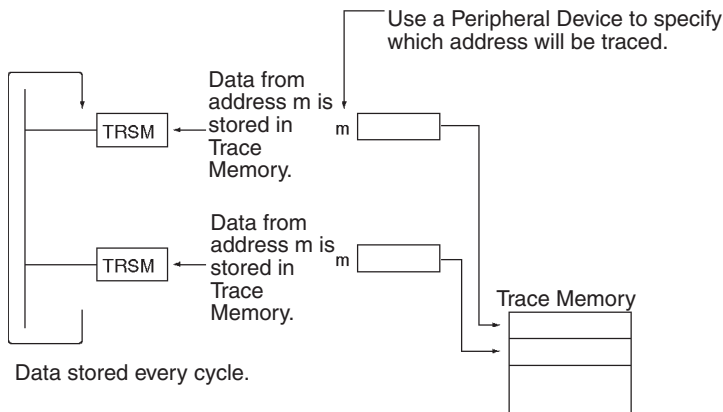 Use a Peripheral Device to specify
which address will be traced.
Data from
address m is
stored in
Trace
Memory.
TRSM
m
Data from
address m is
stored in
Trace
Memory.
TRSM
m
Trace Memory
Data stored every cycle.